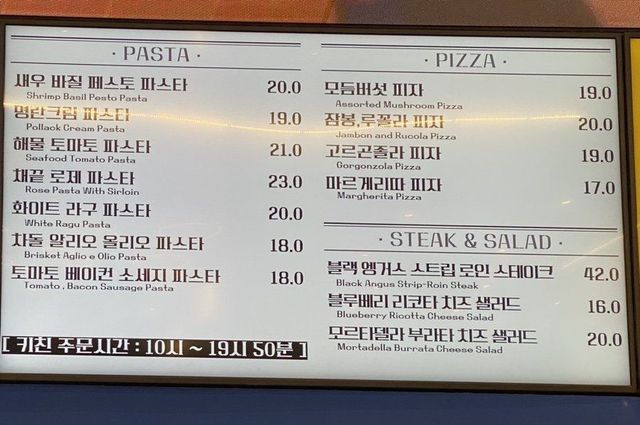 · PASTA ·
새우 바질 페스토 파스타 20.0
Shrimp Basil Pesto Pasta
명란크림 파스타 19.0
Pollack Cream Pasta
해물 토마토 파스타 21.0
Seafood Tomato Pasta
채끝 로제 파스타 23.0
Rose Pasta With Sirloin
화이트 라구 파스타 20.0
White Ragu Pasta
차돌 알리오 올리오 파스타 18.0
Brisket Aglio e Olio Pasta
토마토 베이컨 소세지 파스타 18.0
Tomato , Bacon Sausage Pasta
[ 키친 주문시간 : 10시 ~ 19시 50분 ]
· PIZZA ·
모듬버섯 피자 19.0
Assorted Mushroom Pizza
잠봉,루꼴라 피자 20.0
Jambon and Rucola Pizza
고르곤졸라 피자 19.0
Gorgonzola Pizza
마르게리따 피자 17.0
Margherita Pizza
· STEAK & SALAD ·
블랙 앵거스 스트립 로인 스테이크 42.0
Black Angus Strip-Roin Steak
블루베리 리코타 치즈 샐러드 16.0
Blueberry Ricotta Cheese Salad
모르타델라 부라타 치즈 샐러드 20.0
Mortadella Burrata Cheese Salad